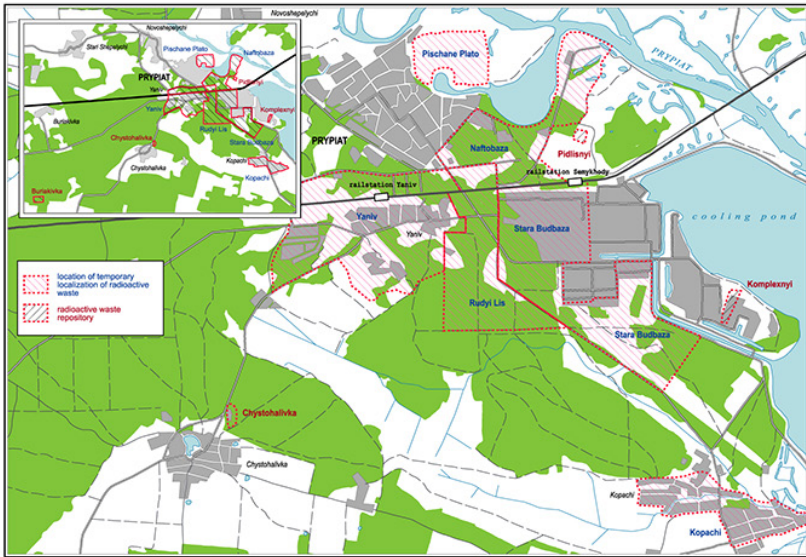 Novoshepelychi
Novoshepelychi
Stari Shepelychi
Pischane Plato
Naftobaza
PRYPIAT
Pidlisnyi
Yaniv
Yaniv
Komplexnyi
Buriakivka
Chystohalivka
Rudyi Lis
Stara Budbaza
Chystohalivka
Kopachi
Kopachi
Buriakivka
Pischane Plato
PRYPIAT
PRYPIAT
Naftobaza
Pidlisnyi
railstation Yaniv
railstation Semykhody
Yaniv
Yaniv
Stara Budbaza
cooling pond
location of temporary
localization of radioactive
waste
radioactive waste
repository
Rudyi Lis
Komplexnyi
Stara Budbaza
Chystohalivka
Chystohalivka
Kopachi
Kopachi